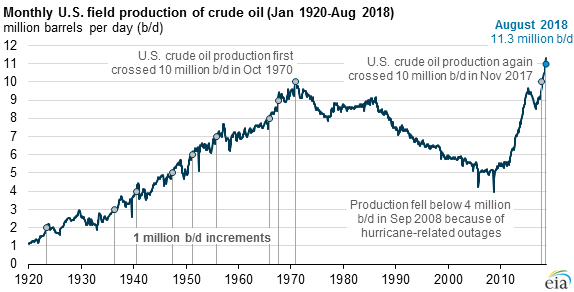 Monthly U.S. field production of crude oil (Jan 1920-Aug 2018)
million barrels per day (b/d)
August 2018
11.3 million b/d
12
11
10
9
8
7
6
5
4
3
2
1
0
U.S. crude oil production first
crossed 10 million b/d in Oct 1970
U.S. crude oil production again
crossed 10 million b/d in Nov 2017
Production fell below 4 million
b/d in Sep 2008 because of
hurricane-related outages
1 million b/d increments
1920 1930 1940 1950 1960 1970 1980 1990 2000 2010
eia